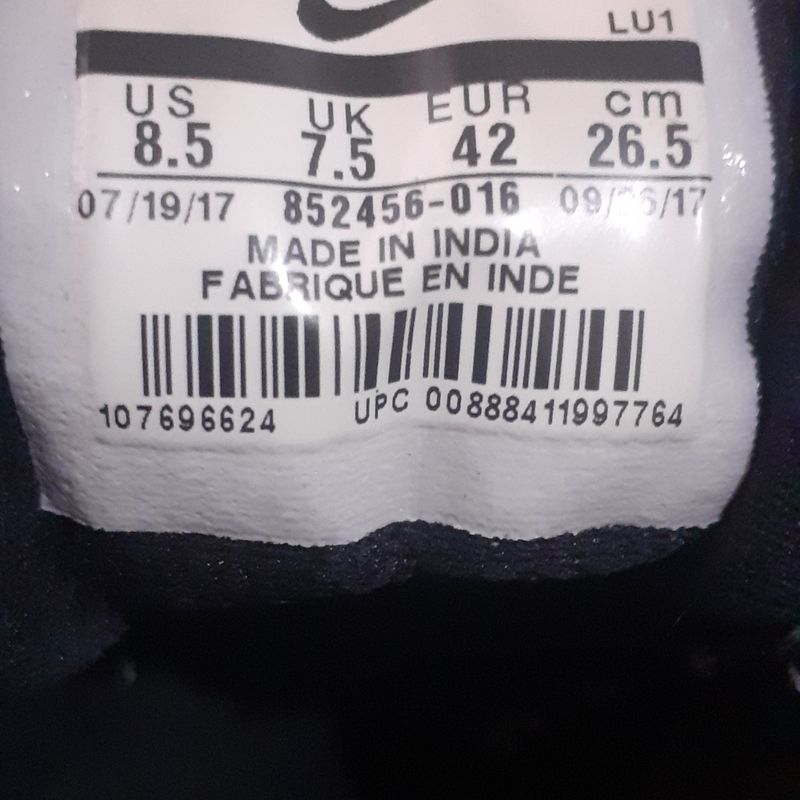 LU1
US UK EUR cm
8.5 7.5 42 26.5
07/19/17 852456-016
MADE IN INDIA
FABRIQUE EN INDE
107696624 UPC 00888411997764